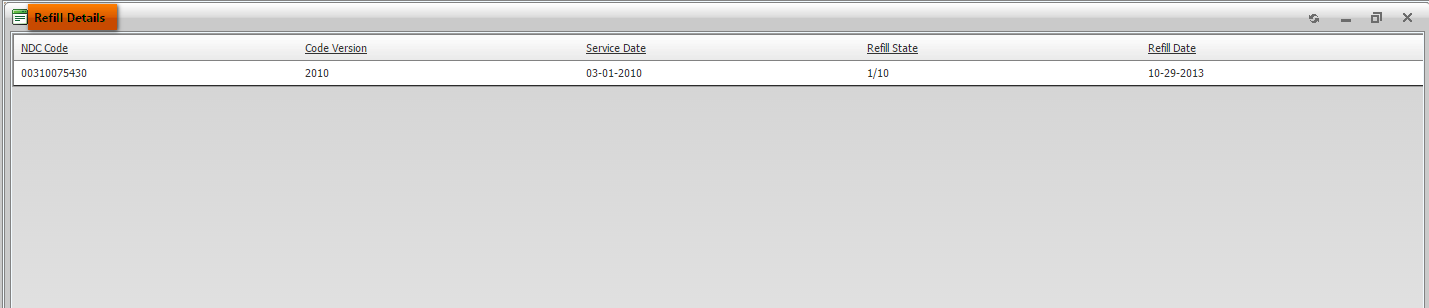 Refill Details
NDC Code Code Version Service Date Refill State Refill Date
00310075430 2010 03-01-2010 1/10 10-29-2013